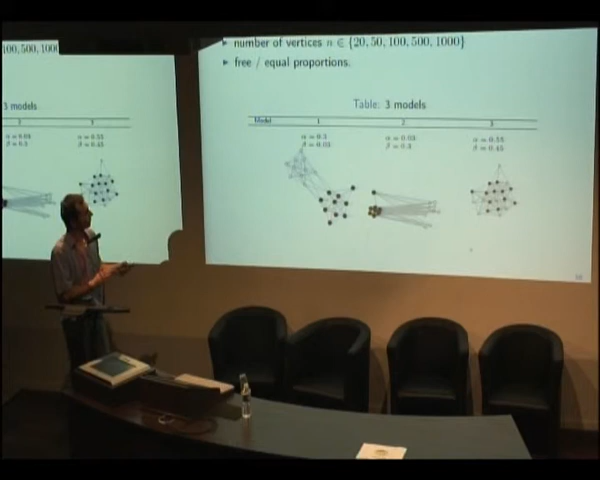 100, 500, 100
3 models
▸ number of vertices n ∈ {20, 50, 100, 500, 1000}
▸ free / equal proportions.
Table: 3 models
Model 1 2 3
α = 0.3 α = 0.05 α = 0.55
β = 0.05 β = 0.3 β = 0.45